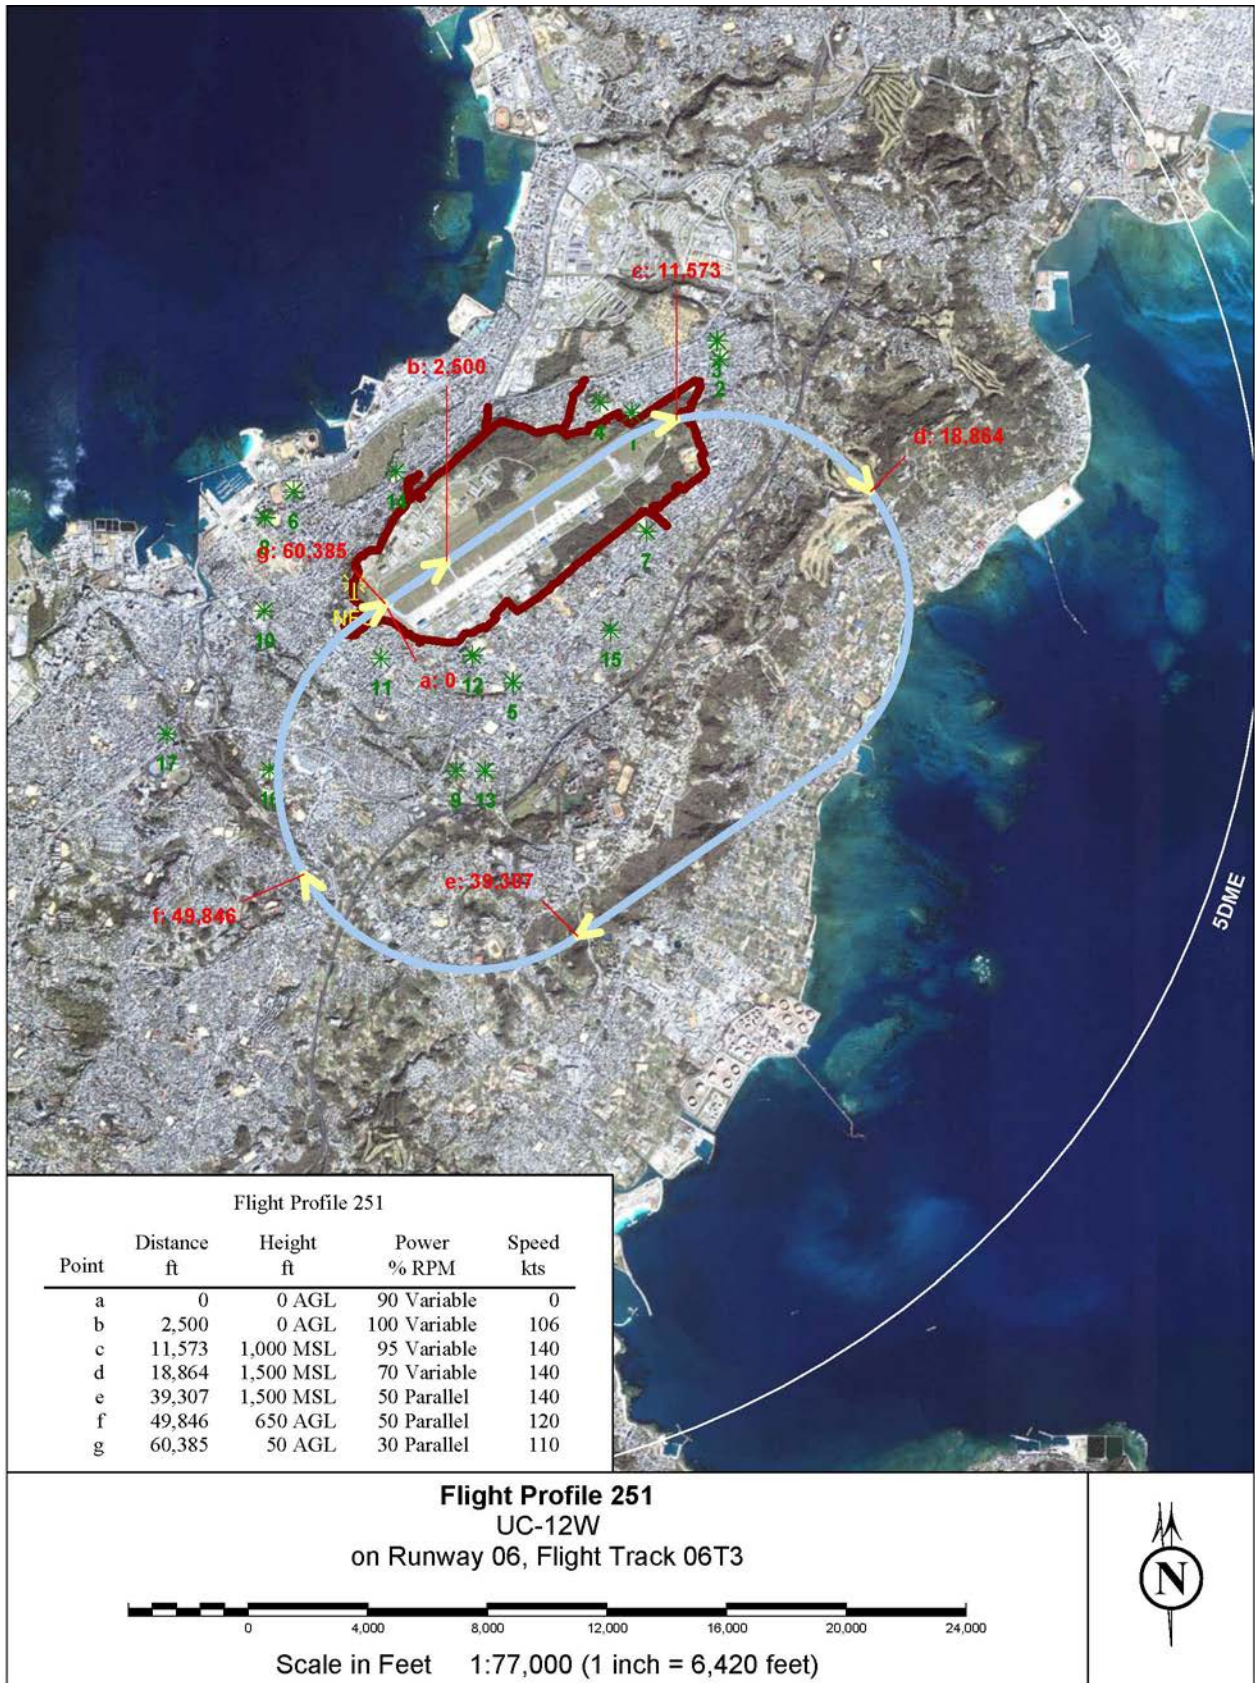 5DME
c: 11,573
b: 2,500
3
2
4
1
d: 18,864
14
6
8
7
g: 60,385
10
15
11
a: 0
12
5
17
16
9
13
e: 39,307
f: 49,846
5DME
Flight Profile 251
Point Distance ft Height ft Power % RPM Speed kts
a 0 0 AGL 90 Variable 0
b 2,500 0 AGL 100 Variable 106
c 11,573 1,000 MSL 95 Variable 140
d 18,864 1,500 MSL 70 Variable 140
e 39,307 1,500 MSL 50 Parallel 140
f 49,846 650 AGL 50 Parallel 120
g 60,385 50 AGL 30 Parallel 110
Flight Profile 251
UC-12W
on Runway 06, Flight Track 06T3
0 4,000 8,000 12,000 16,000 20,000 24,000
Scale in Feet 1:77,000 (1 inch = 6,420 feet)
N